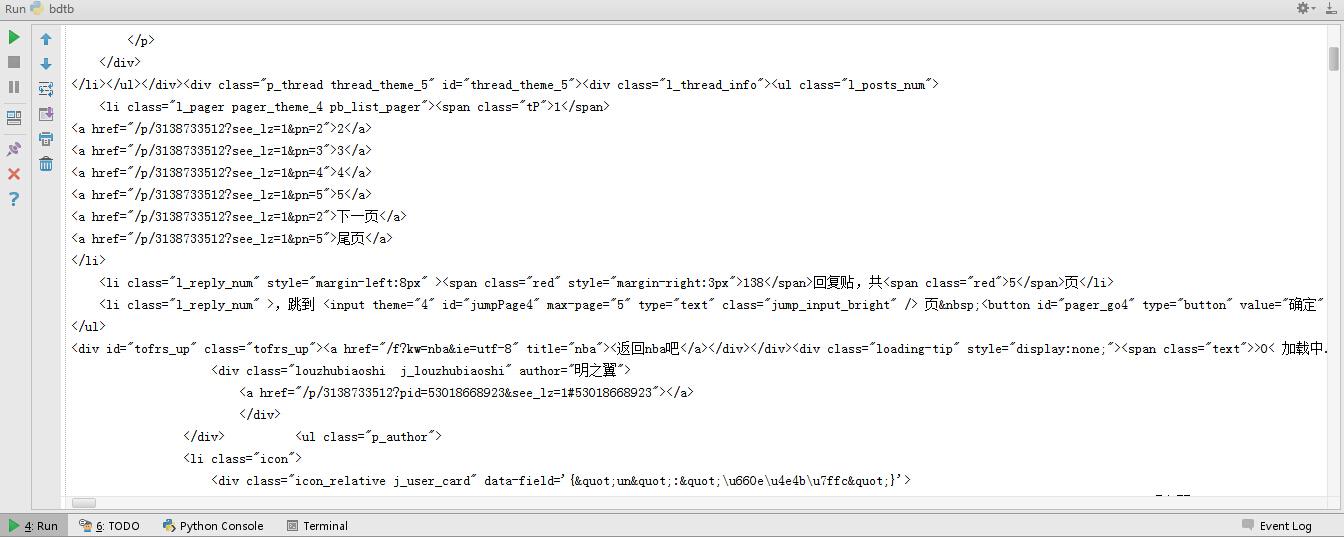 Run bdtb
</p>
</div>
</li></ul></div><div class="p_thread thread_theme_5" id="thread_theme_5"><div class="l_thread_info"><ul class="l_posts_num">
<li class="l_pager pager_theme_4 pb_list_pager"><span class="tP">1</span>
<a href="/p/3138733512?see_lz=1&pn=2">2</a>
<a href="/p/3138733512?see_lz=1&pn=3">3</a>
<a href="/p/3138733512?see_lz=1&pn=4">4</a>
<a href="/p/3138733512?see_lz=1&pn=5">5</a>
<a href="/p/3138733512?see_lz=1&pn=2">下一页</a>
<a href="/p/3138733512?see_lz=1&pn=5">尾页</a>
</li>
<li class="l_reply_num" style="margin-left:8px" ><span class="red" style="margin-right:3px">138</span>回复贴，共<span class="red">5</span>页</li>
<li class="l_reply_num" >，跳到 <input theme="4" id="jumpPage4" max-page="5" type="text" class="jump_input_bright" /> 页&nbsp;<button id="pager_go4" type="button" value="确定"
</ul>
<div id="tofrs_up" class="tofrs_up"><a href="/f?kw=nba&ie=utf-8" title="nba"><返回nba吧</a></div></div><div class="loading-tip" style="display:none;"><span class="text">>0< 加载中.
<div class="louzhubiaoshi  j_louzhubiaoshi" author="明之翼">
<a href="/p/3138733512?pid=53018668923&see_lz=1#53018668923"></a>
</div>
</div> <ul class="p_author">
<li class="icon">
<div class="icon_relative j_user_card" data-field='{&quot;un&quot;:&quot;\u660e\u4e4b\u7ffc&quot;}'>
4: Run 6: TODO Python Console Terminal Event Log